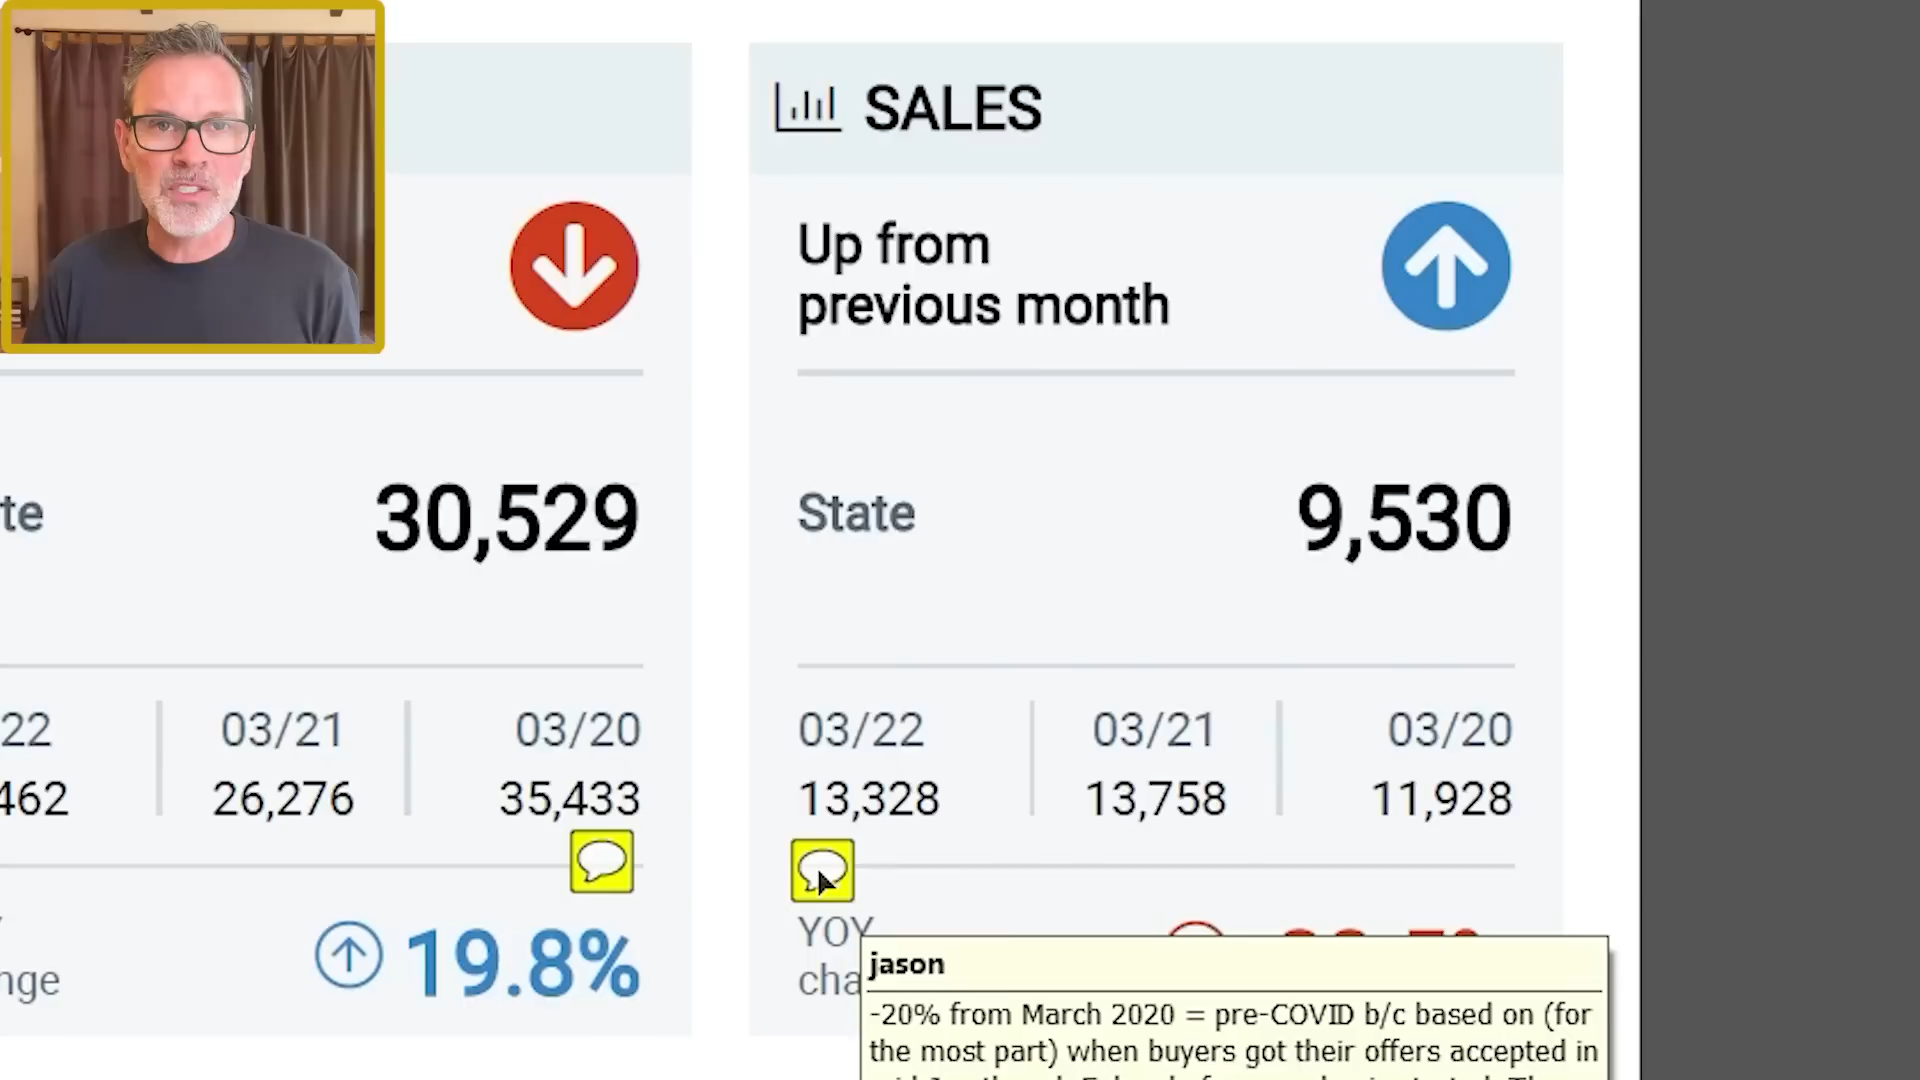 SALES
Up from
previous month
te
30,529
State
9,530
22
03/21
03/20
462
26,276
35,433
03/22
03/21
03/20
13,328
13,758
11,928
nge
19.8%
YOY
cha
jason
-20% from March 2020 = pre-COVID b/c based on (for
the most part) when buyers got their offers accepted in